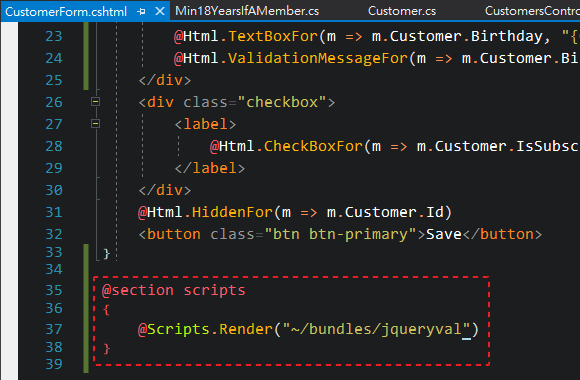 CustomerForm.cshtml Min18YearsIfAMember.cs Customer.cs CustomersContro
23 @Html.TextBoxFor(m => m.Customer.Birthday, "{
24 @Html.ValidationMessageFor(m => m.Customer.Bi
25 </div>
26 <div class="checkbox">
27 <label>
28 @Html.CheckBoxFor(m => m.Customer.IsSubsc
29 </label>
30 </div>
31 @Html.HiddenFor(m => m.Customer.Id)
32 <button class="btn btn-primary">Save</button>
33 }
34
35 @section scripts
36 {
37 @Scripts.Render("~/bundles/jqueryval")
38 }
39